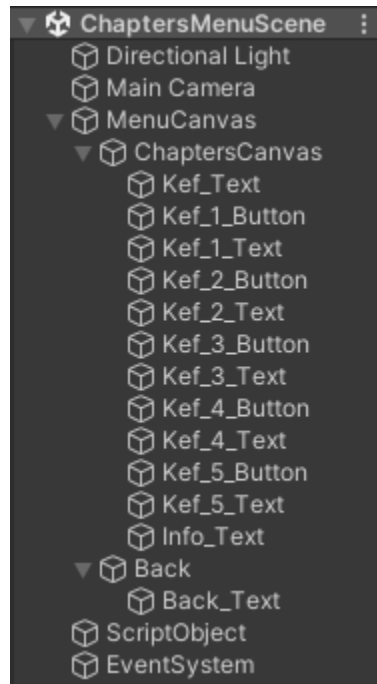 ChaptersMenuScene
Directional Light
Main Camera
MenuCanvas
ChaptersCanvas
Kef_Text
Kef_1_Button
Kef_1_Text
Kef_2_Button
Kef_2_Text
Kef_3_Button
Kef_3_Text
Kef_4_Button
Kef_4_Text
Kef_5_Button
Kef_5_Text
Info_Text
Back
Back_Text
ScriptObject
EventSystem